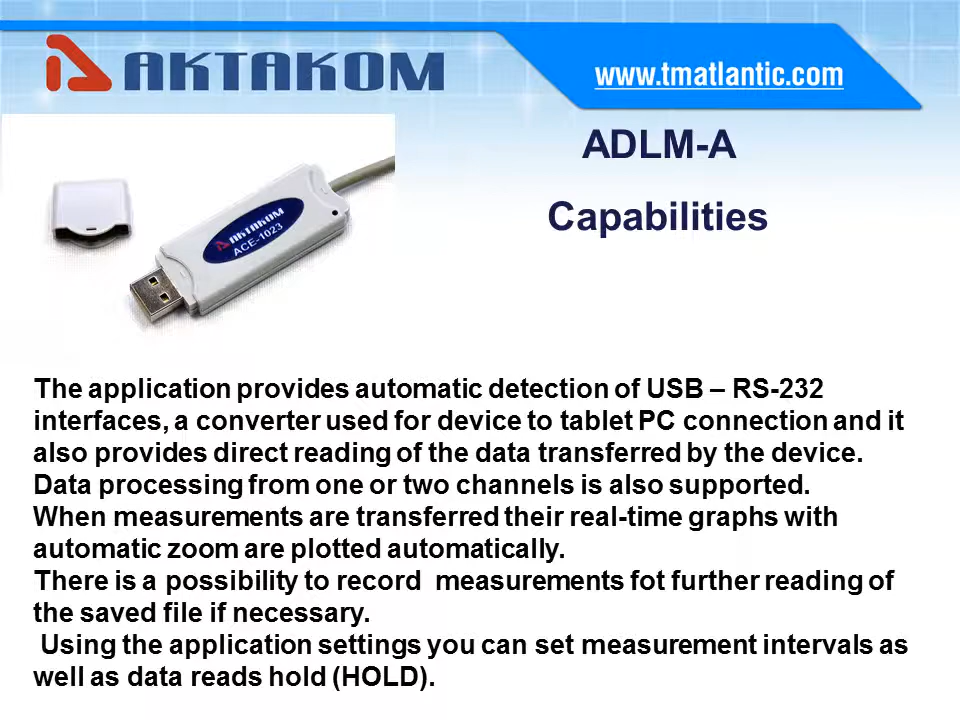 AKTAKOM
www.tmatlantic.com
ADLM-A
Capabilities
AKTAKOM
ACE-1023
The application provides automatic detection of USB – RS-232
interfaces, a converter used for device to tablet PC connection and it
also provides direct reading of the data transferred by the device.
Data processing from one or two channels is also supported.
When measurements are transferred their real-time graphs with
automatic zoom are plotted automatically.
There is a possibility to record  measurements fot further reading of
the saved file if necessary.
Using the application settings you can set measurement intervals as
well as data reads hold (HOLD).